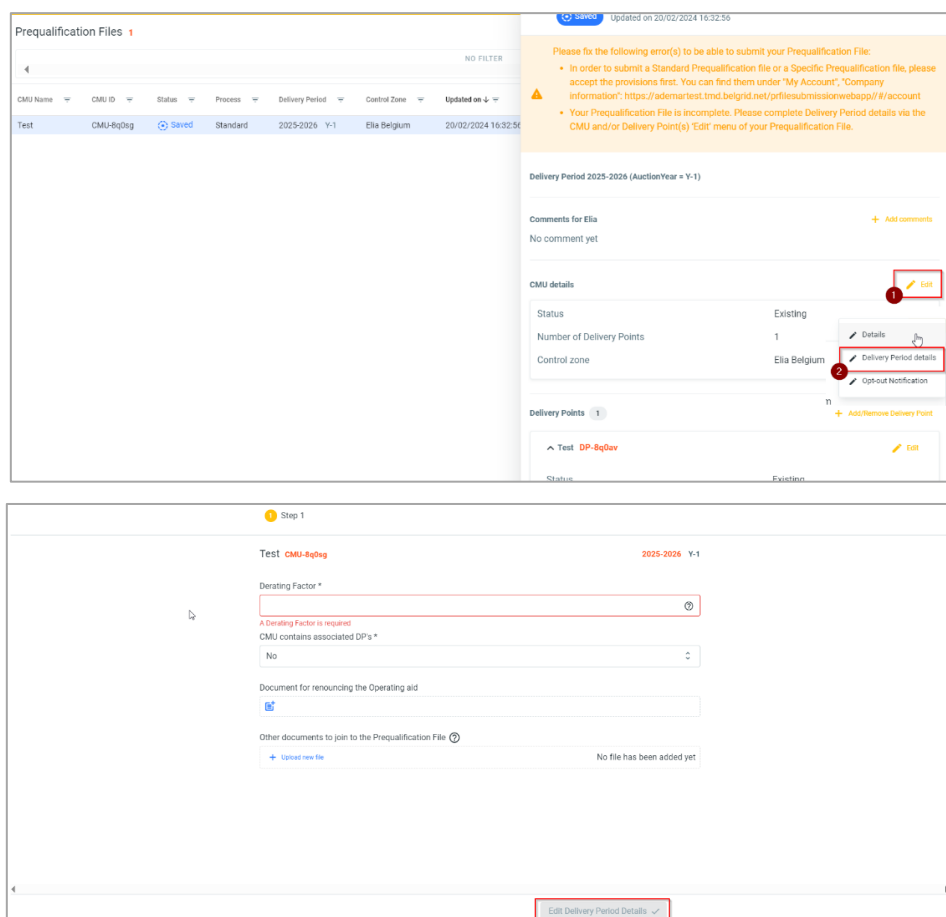 Prequalification Files 1
NO FILTER
CMU Name CMU ID Status Process Delivery Period Control Zone Updated on
Test CMU-8q0sg Saved Standard 2025-2026 Y-1 Elia Belgium 20/02/2024 16:32:56
Saved Updated on 20/02/2024 16:32:56
Please fix the following error(s) to be able to submit your Prequalification File:
• In order to submit a Standard Prequalification file or a Specific Prequalification file, please
accept the provisions first. You can find them under "My Account", "Company
information": https://ademartest.tmd.belgrid.net/prfilesubmissionwebapp//#/account
• Your Prequalification File is incomplete. Please complete Delivery Period details via the
CMU and/or Delivery Point(s) 'Edit' menu of your Prequalification File.
Delivery Period 2025-2026 (AuctionYear = Y-1)
Comments for Elia + Add comments
No comment yet
CMU details Edit
1
Status Existing
Number of Delivery Points 1
Control zone Elia Belgium
Details
Delivery Period details
2
Opt-out Notification
m
Delivery Points 1 + Add/Remove Delivery Point
Test DP-8q0av Edit
Status Existing
1 Step 1
Test CMU-8q0sg 2025-2026 Y-1
Derating Factor *
A Derating Factor is required
CMU contains associated DP's *
No
Document for renouncing the Operating aid
Other documents to join to the Prequalification File
+ Upload new file No file has been added yet
Edit Delivery Period Details